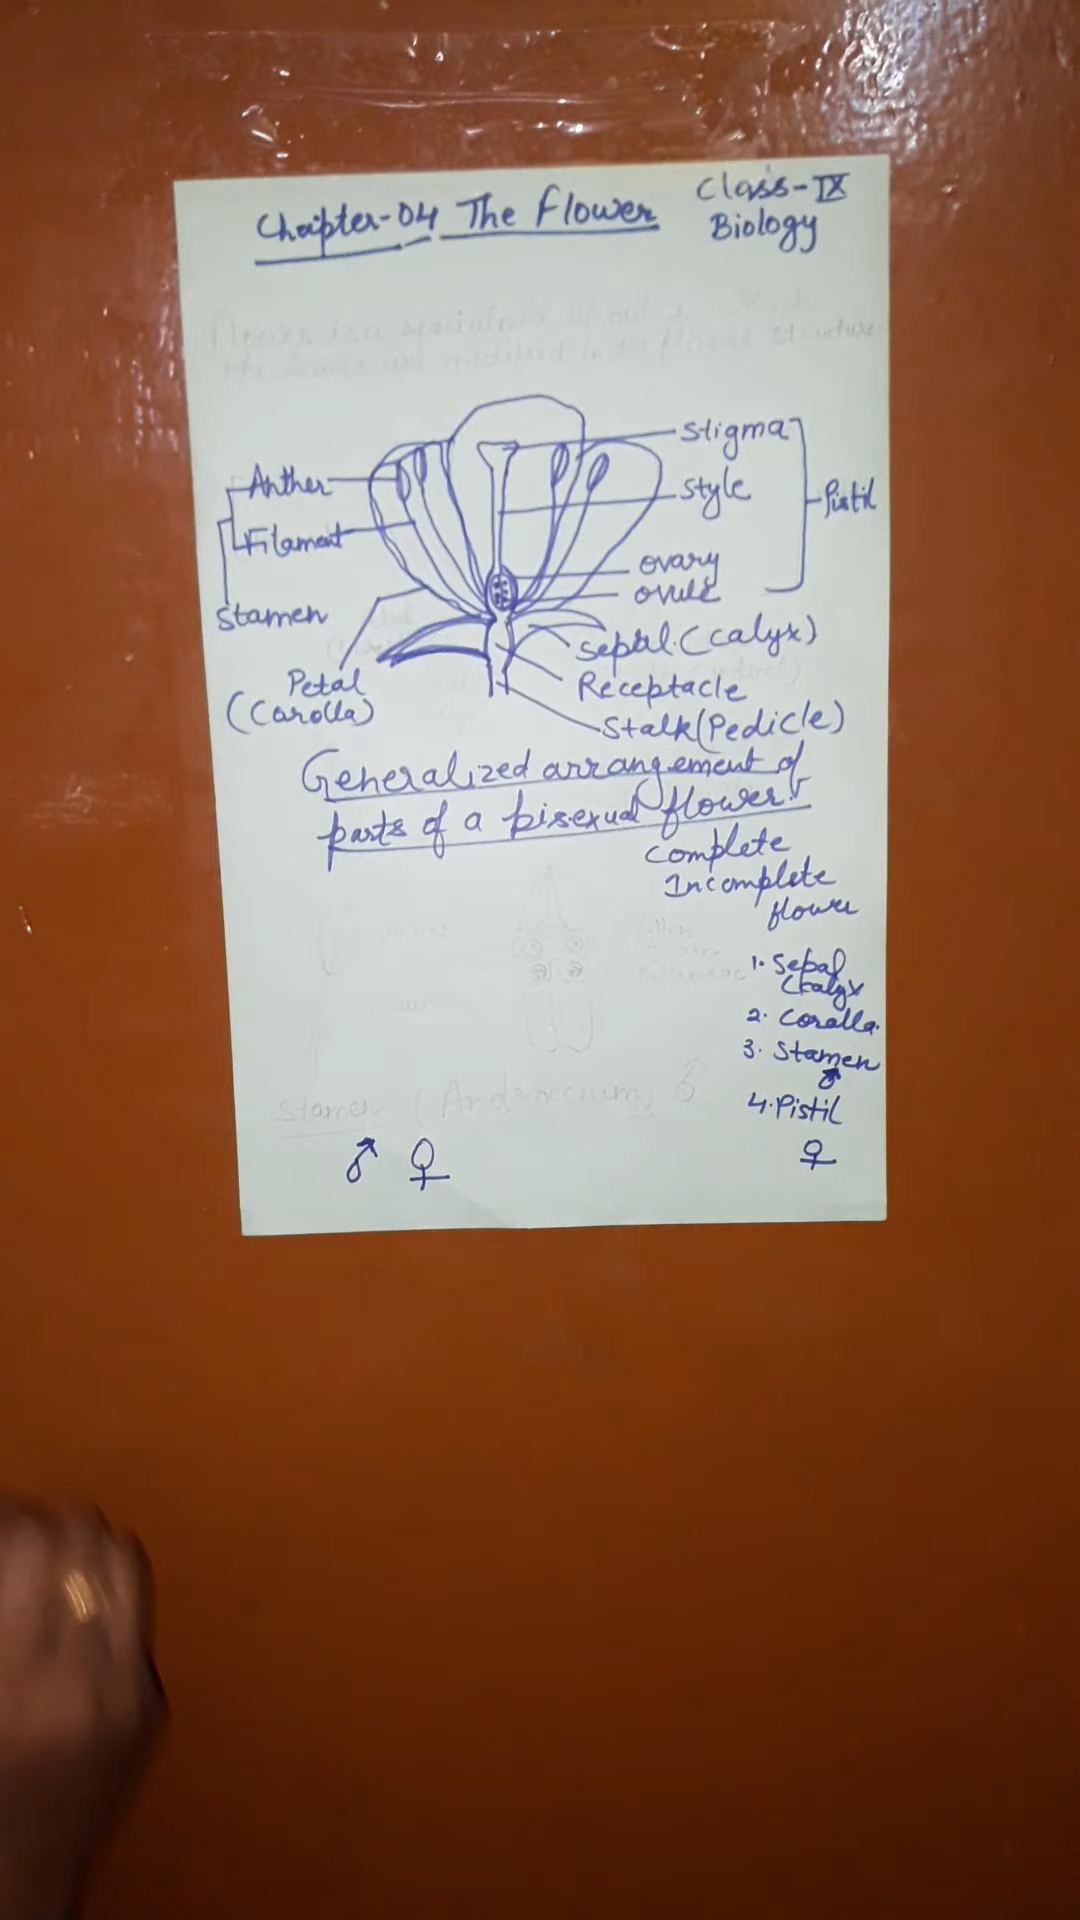 Chapter-04 The Flower
Class-IX
Biology
Stigma
Anther
Style
Pistil
Filament
ovary
ovule
Stamen
Sepal (Calyx)
Petal
(Corolla)
Receptacle
Stalk(Pedicle)
Generalized arrangement of
parts of a bisexual flower.
Complete
Incomplete
flower
1. Sepal
Calyx
2. Corolla.
3. Stamen
♂
4. Pistil
♀
♂ ♀
Stamen (Androecium) ♂